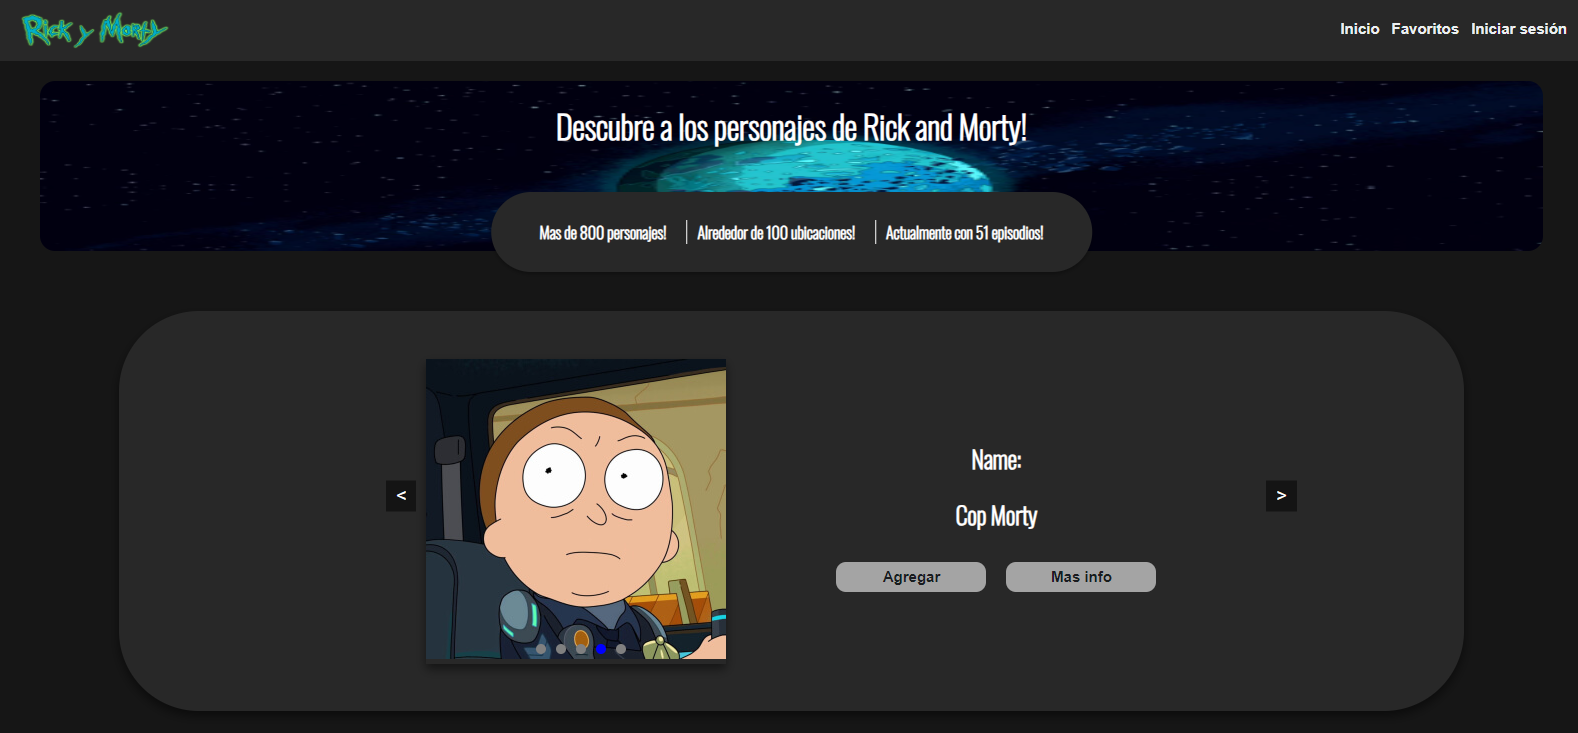 Rick y Morty
Inicio Favoritos Iniciar sesión
Descubre a los personajes de Rick and Morty!
Mas de 800 personajes! Alrededor de 100 ubicaciones! Actualmente con 51 episodios!
Name:
< >
Cop Morty
Agregar Mas info